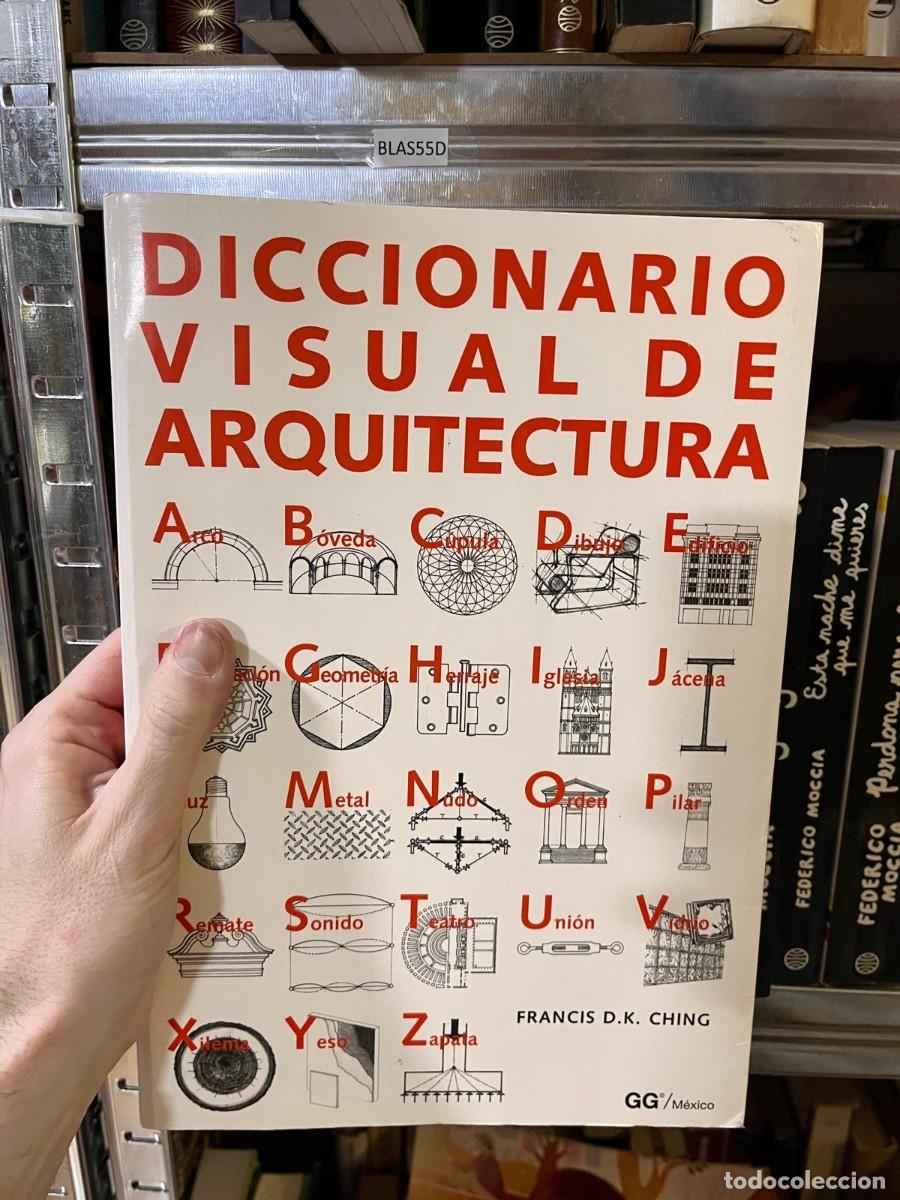 BLAS55D
DICCIONARIO
VISUAL DE
ARQUITECTURA
Arco Bóveda Cúpula Dibujo Edificio
Geometría Herraje Iglesia Jácena
Metal Nudo Orden Pilar
Remate Sonido Teatro Unión Vidrio
Xilema Yeso Zapata
FRANCIS D.K. CHING
GG®/México
Esta noche dime
que me quieres
FEDERICO MOCCIA
Perdona
FEDERICO
MOCCIA
todocoleccion